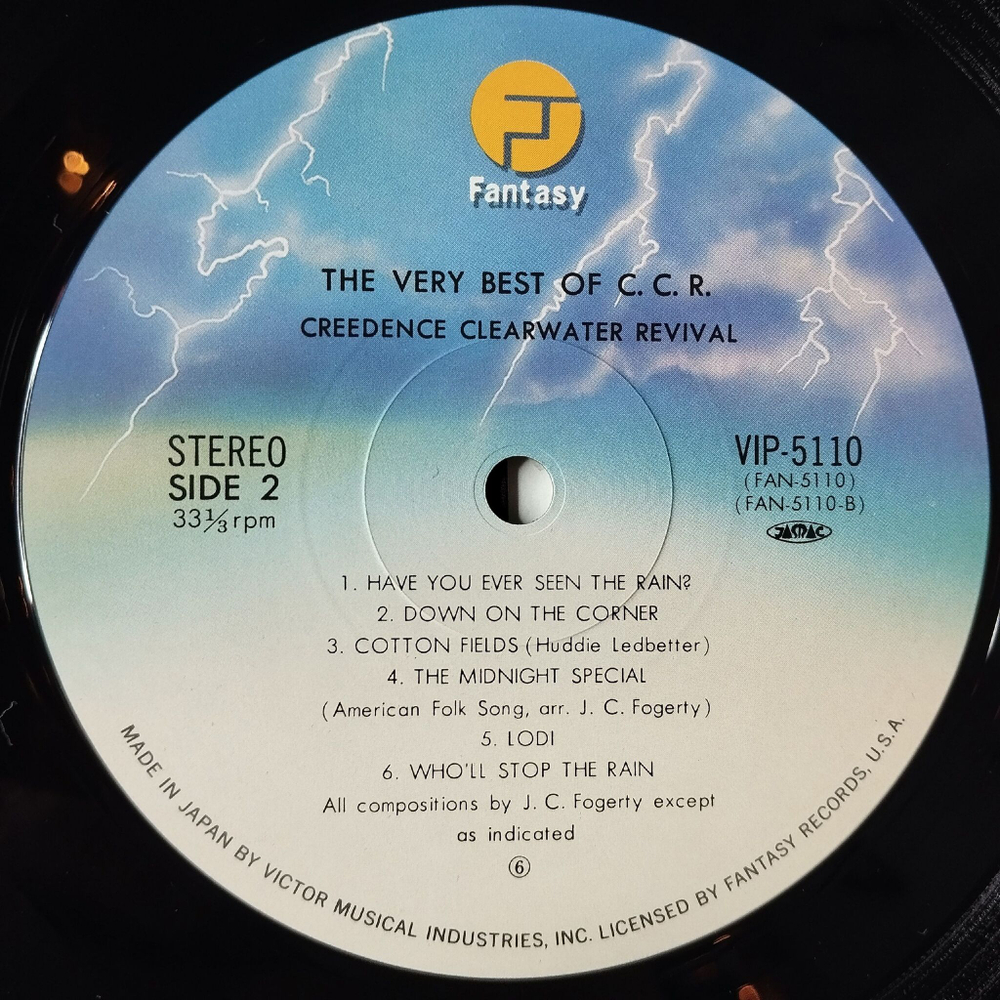 Fantasy
THE VERY BEST OF C. C. R.
CREEDENCE CLEARWATER REVIVAL
STEREO
SIDE 2
33⅓ rpm
VIP-5110
(FAN-5110)
(FAN-5110-B)
JASRAC
1. HAVE YOU EVER SEEN THE RAIN?
2. DOWN ON THE CORNER
3. COTTON FIELDS (Huddie Ledbetter)
4. THE MIDNIGHT SPECIAL
(American Folk Song, arr. J. C. Fogerty)
5. LODI
6. WHO'LL STOP THE RAIN
All compositions by J. C. Fogerty except
as indicated
⑥
MADE IN JAPAN BY VICTOR MUSICAL INDUSTRIES, INC. LICENSED BY FANTASY RECORDS, U.S.A.